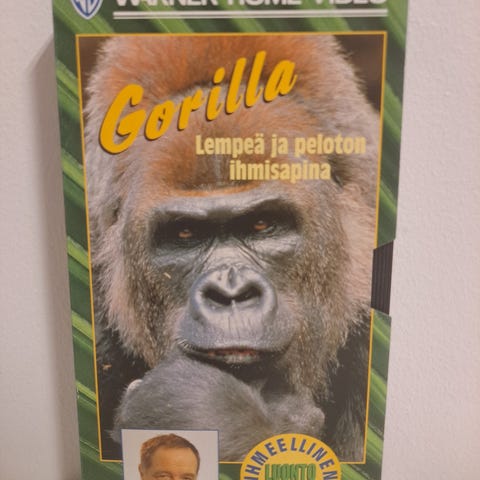 WARNER HOME VIDEO
Gorilla
Lempeä ja peloton
ihmisapina
IHMEELLINEN
LUONTO